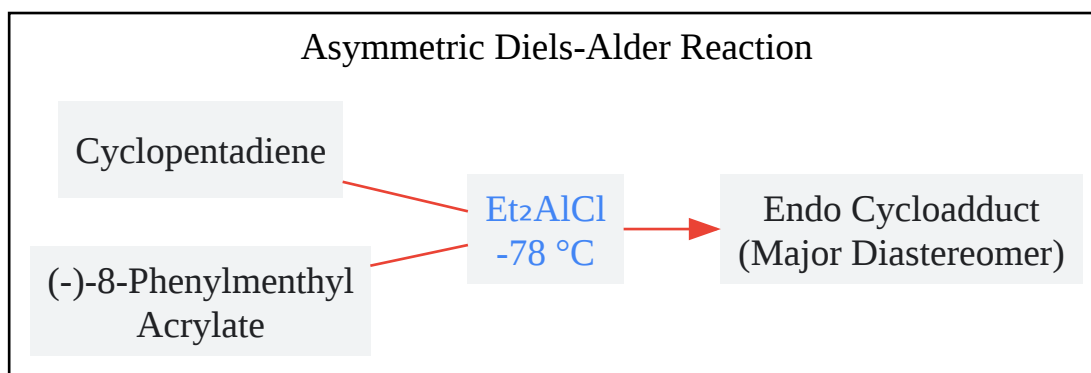 Asymmetric Diels-Alder Reaction
Cyclopentadiene
(-)-8-Phenylmenthyl
Acrylate
Et₂AlCl
-78 °C
Endo Cycloadduct
(Major Diastereomer)